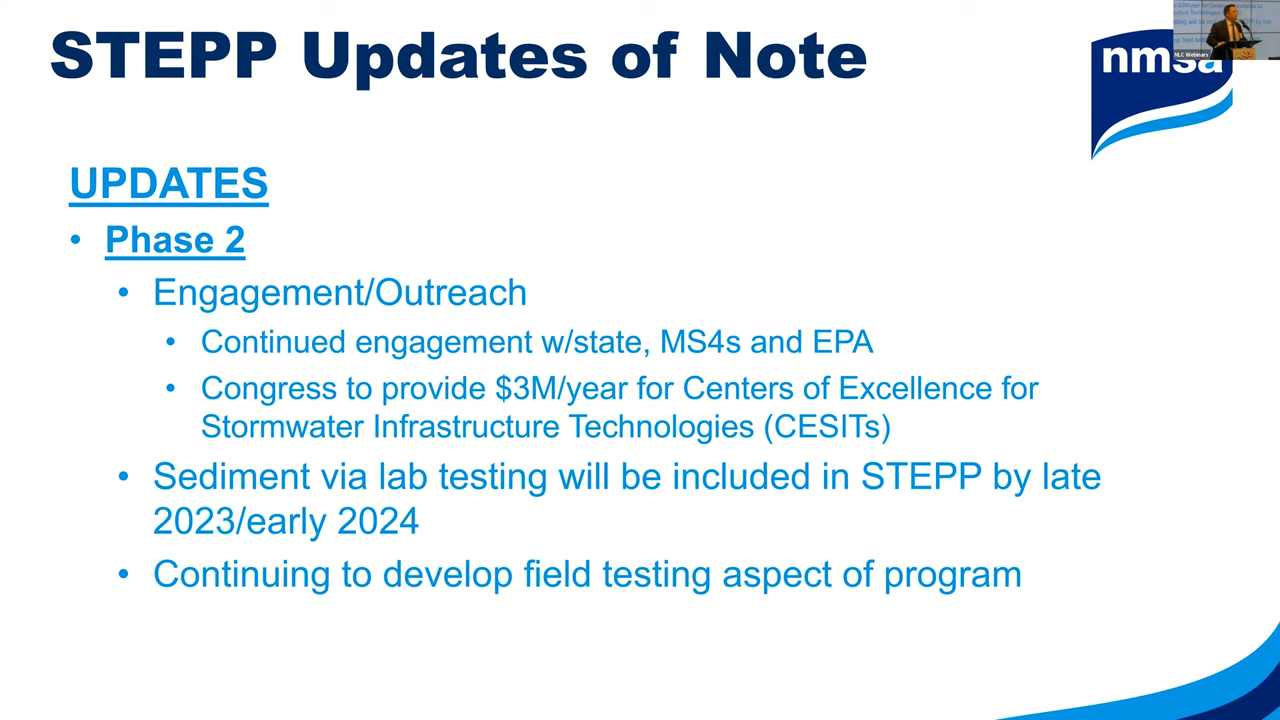 STEPP Updates of Note
nmsa
NLC Webinars
UPDATES
• Phase 2
• Engagement/Outreach
• Continued engagement w/state, MS4s and EPA
• Congress to provide $3M/year for Centers of Excellence for
Stormwater Infrastructure Technologies (CESITs)
• Sediment via lab testing will be included in STEPP by late
2023/early 2024
• Continuing to develop field testing aspect of program